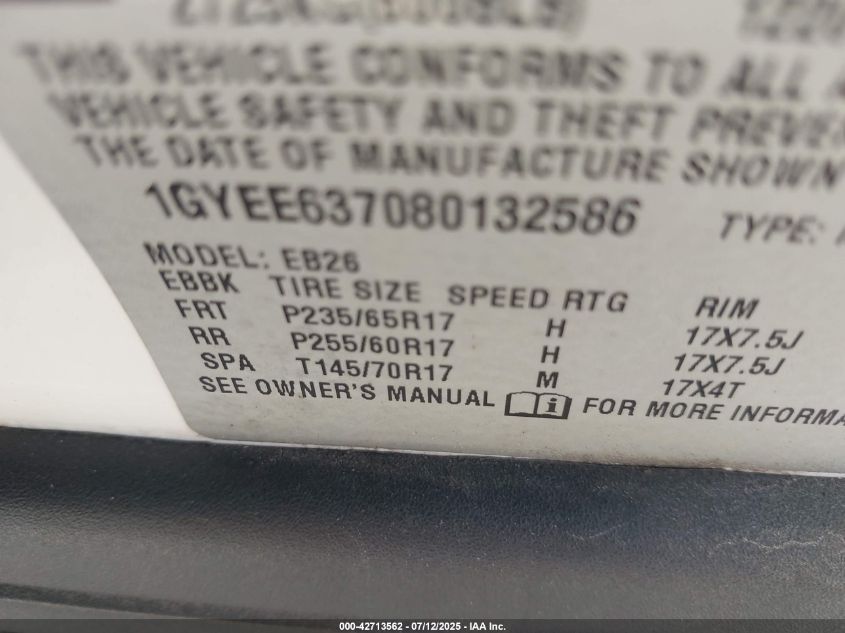 THIS VEHICLE CONFORMS TO ALL
VEHICLE SAFETY AND THEFT PREVE
THE DATE OF MANUFACTURE SHOWN
1GYEE637080132586 TYPE:
MODEL: EB26
EBBK TIRE SIZE SPEED RTG RIM
FRT P235/65R17 H 17X7.5J
RR P255/60R17 H 17X7.5J
SPA T145/70R17 M 17X4T
SEE OWNER'S MANUAL FOR MORE INFORMA
000-42713562 - 07/12/2025 - IAA Inc.